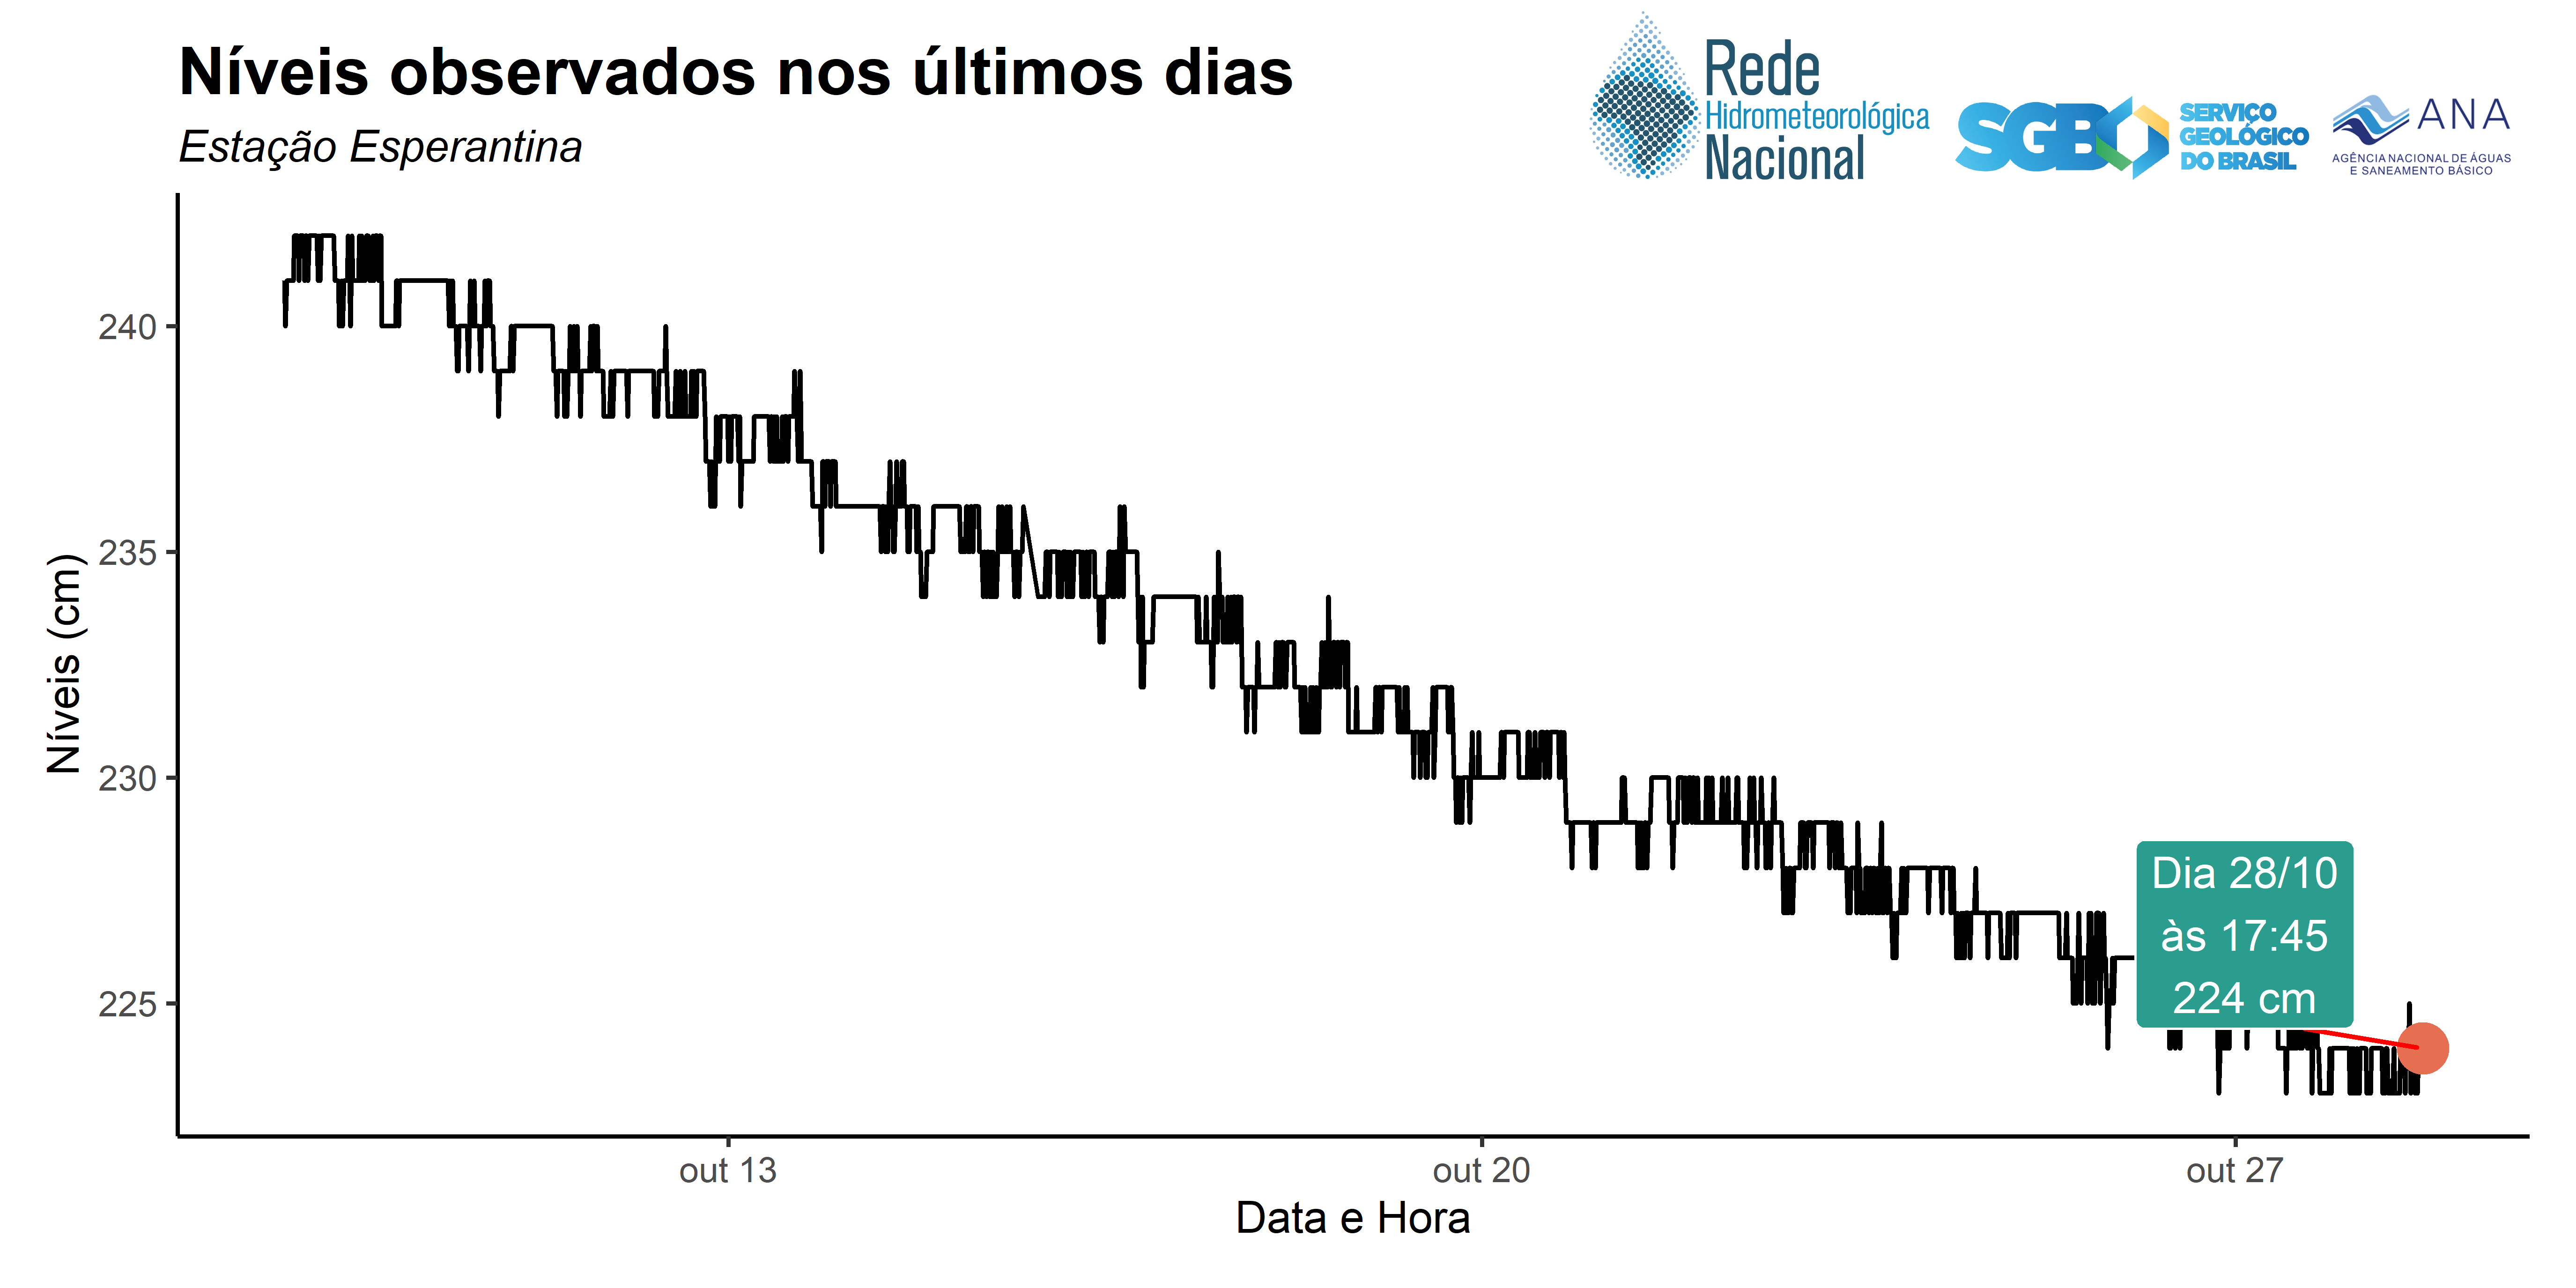 Níveis observados nos últimos dias
Estação Esperantina
Rede
Hidrometeorológica
Nacional
SGB
SERVIÇO
GEOLÓGICO
DO BRASIL
ANA
AGÊNCIA NACIONAL DE ÁGUAS
E SANEAMENTO BÁSICO
Níveis (cm)
240
235
230
225
Dia 28/10
às 17:45
224 cm
out 13
out 20
out 27
Data e Hora